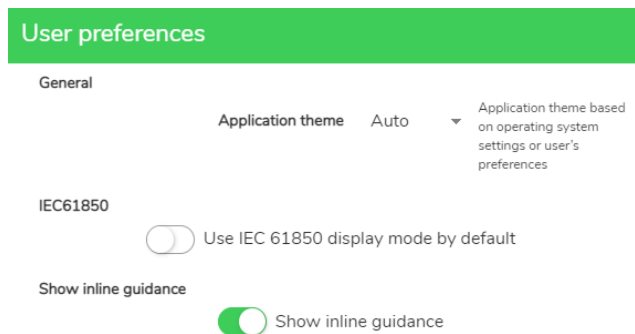 User preferences
General
Application theme Auto
Application theme based
on operating system
settings or user's
preferences
IEC61850
Use IEC 61850 display mode by default
Show inline guidance
Show inline guidance